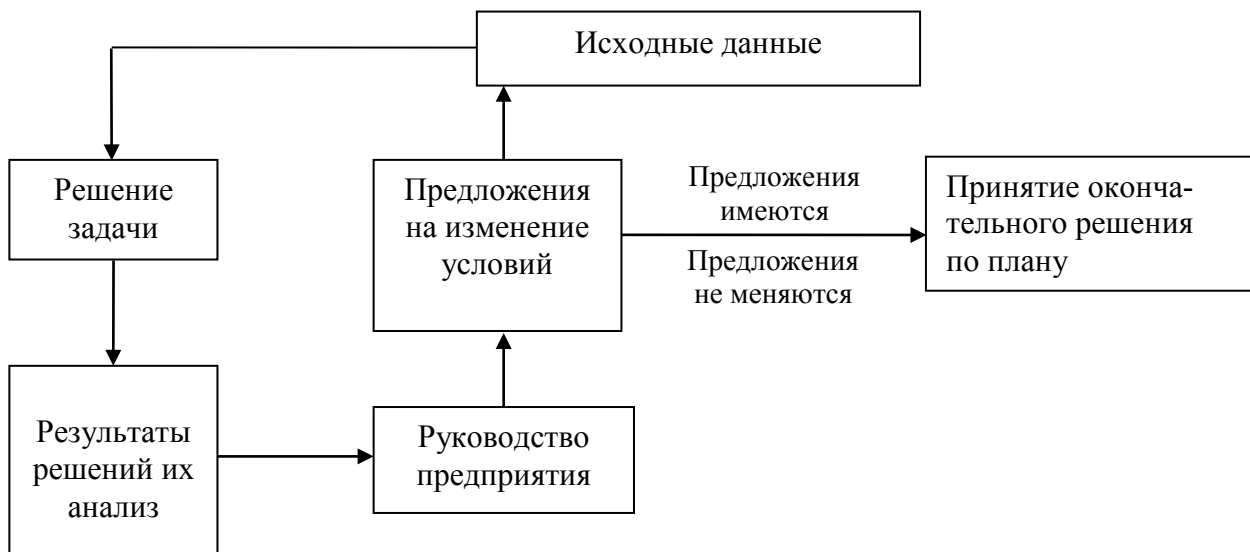 Исходные данные
Решение
задачи
Предложения
на изменение
условий
Предложения
имеются
Предложения
не меняются
Принятие оконча-
тельного решения
по плану
Результаты
решений их
анализ
Руководство
предприятия